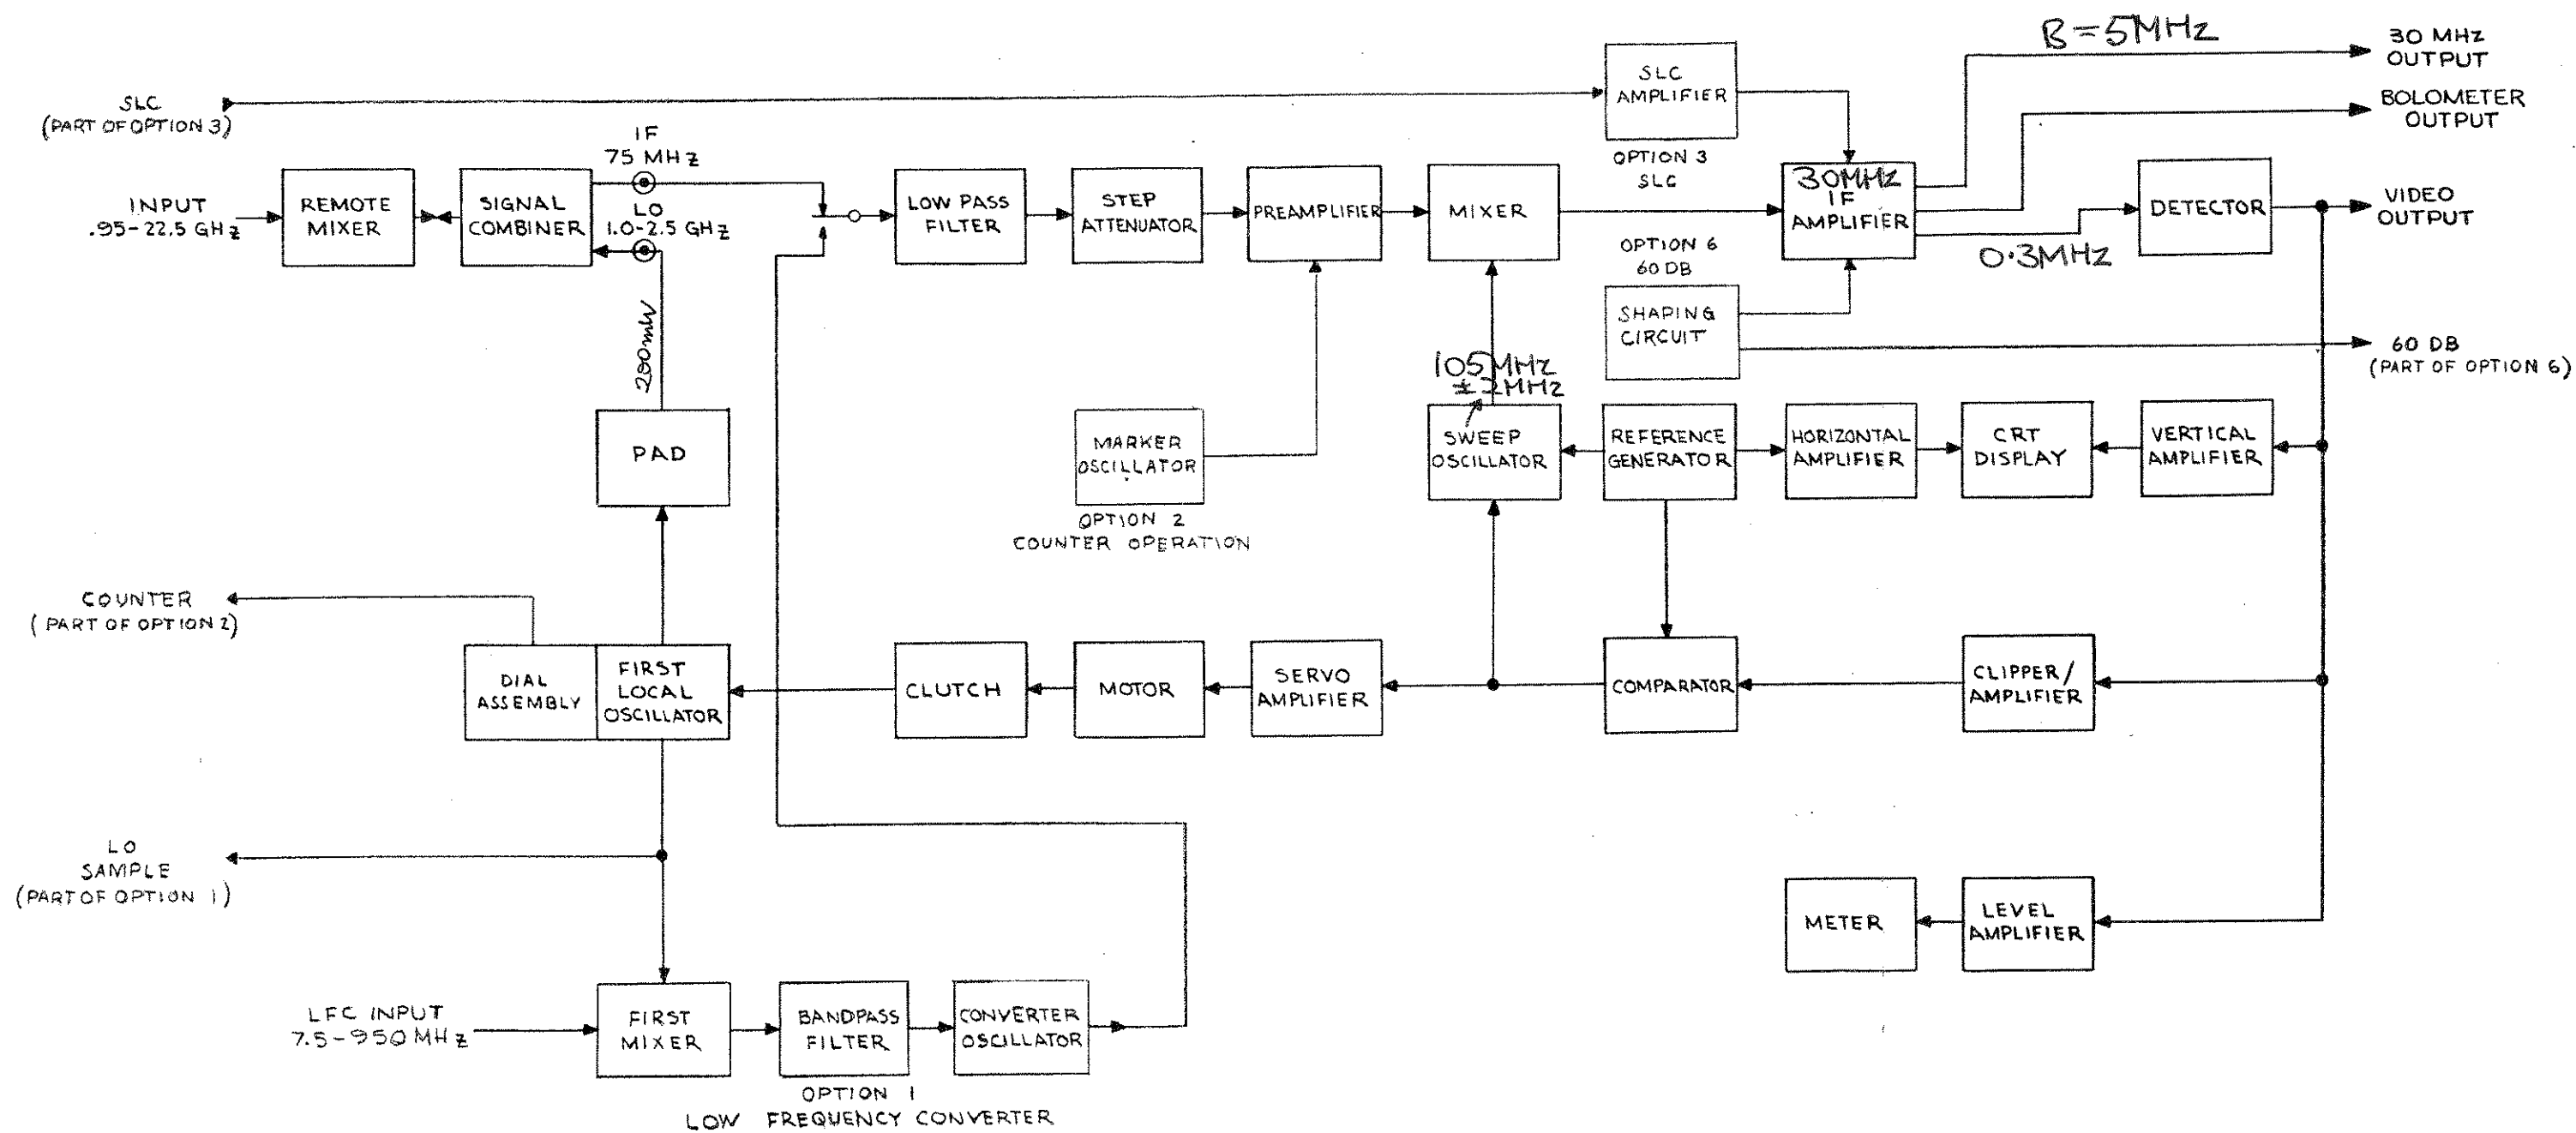 B=5MHz
30 MHz
OUTPUT
SLC
(PART OF OPTION 3)
SLC
AMPLIFIER
OPTION 3
SLC
BOLOMETER
OUTPUT
IF
75 MHz
INPUT
.95-22.5 GHz
REMOTE
MIXER
SIGNAL
COMBINER
LO
1.0-2.5 GHz
LOW PASS
FILTER
STEP
ATTENUATOR
PREAMPLIFIER
MIXER
30MHz
IF
AMPLIFIER
DETECTOR
VIDEO
OUTPUT
0.3MHz
OPTION 6
60 DB
SHAPING
CIRCUIT
60 DB
(PART OF OPTION 6)
200mW
105MHz
±2MHz
PAD
MARKER
OSCILLATOR
OPTION 2
COUNTER OPERATION
SWEEP
OSCILLATOR
REFERENCE
GENERATOR
HORIZONTAL
AMPLIFIER
CRT
DISPLAY
VERTICAL
AMPLIFIER
COUNTER
(PART OF OPTION 2)
DIAL
ASSEMBLY
FIRST
LOCAL
OSCILLATOR
CLUTCH
MOTOR
SERVO
AMPLIFIER
COMPARATOR
CLIPPER/
AMPLIFIER
LO
SAMPLE
(PART OF OPTION 1)
METER
LEVEL
AMPLIFIER
LFC INPUT
7.5-950 MHz
FIRST
MIXER
BANDPASS
FILTER
CONVERTER
OSCILLATOR
OPTION 1
LOW FREQUENCY CONVERTER